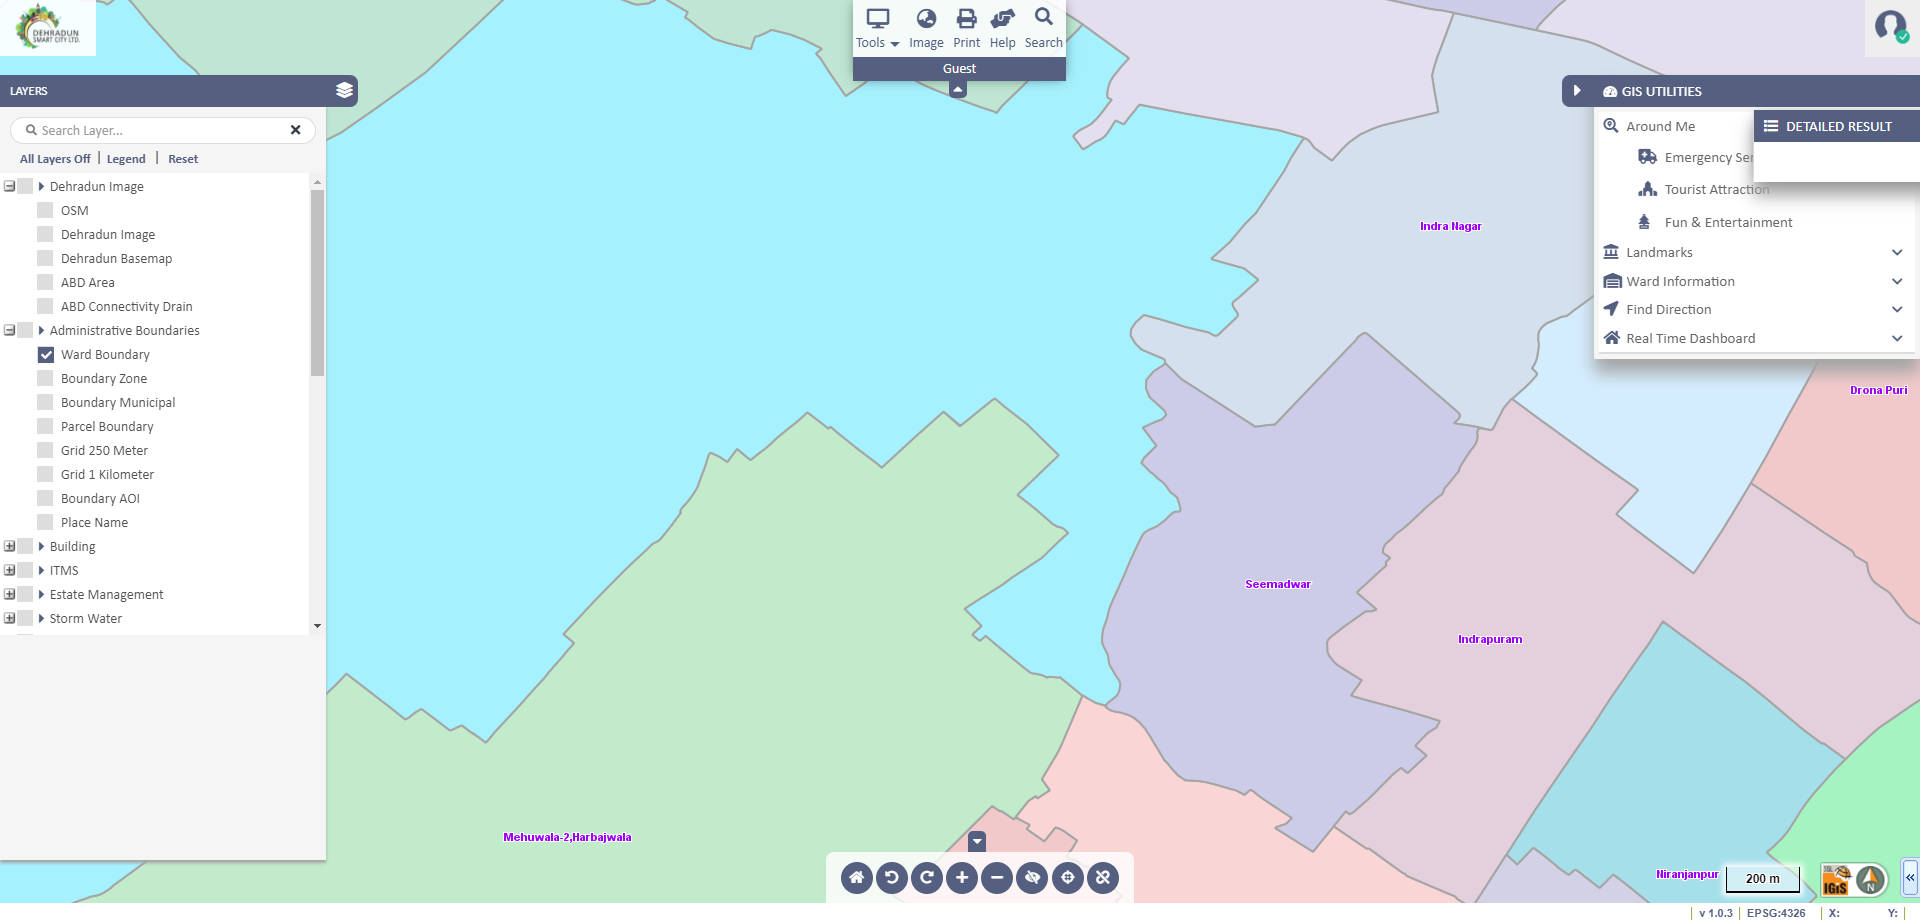 DEHRADUN
SMART CITY LTD.
Tools
Image
Print
Help
Search
Guest
LAYERS
Search Layer...
All Layers Off | Legend | Reset
Dehradun Image
OSM
Dehradun Image
Dehradun Basemap
ABD Area
ABD Connectivity Drain
Administrative Boundaries
Ward Boundary
Boundary Zone
Boundary Municipal
Parcel Boundary
Grid 250 Meter
Grid 1 Kilometer
Boundary AOI
Place Name
Building
ITMS
Estate Management
Storm Water
GIS UTILITIES
Around Me
DETAILED RESULT
Emergency Ser
Tourist Attraction
Fun & Entertainment
Landmarks
Ward Information
Find Direction
Real Time Dashboard
Indra Nagar
Drona Puri
Seemadwar
Indrapuram
Mehuwala-2,Harbajwala
Niranjanpur
200 m
IGiS
N
v 1.0.3 | EPSG:4326 | X: Y: